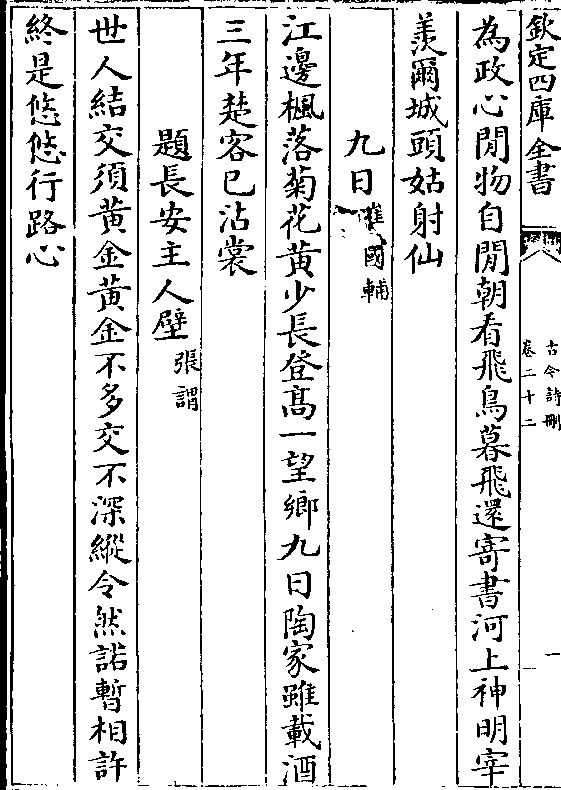 欽定四庫全書
古今詩刪
卷二十二
一
為政心閒物自閒朝看飛鳥暮飛還寄書河上神明宰
羨爾城頭姑射仙
九日 崔國輔
江邊楓落菊花黃少長登髙一望鄉九日陶家雖載酒
三年楚客已沾裳
題長安主人壁 張謂
世人結交須黃金黃金不多交不深縱令然諾暫相許
終是悠悠行路心